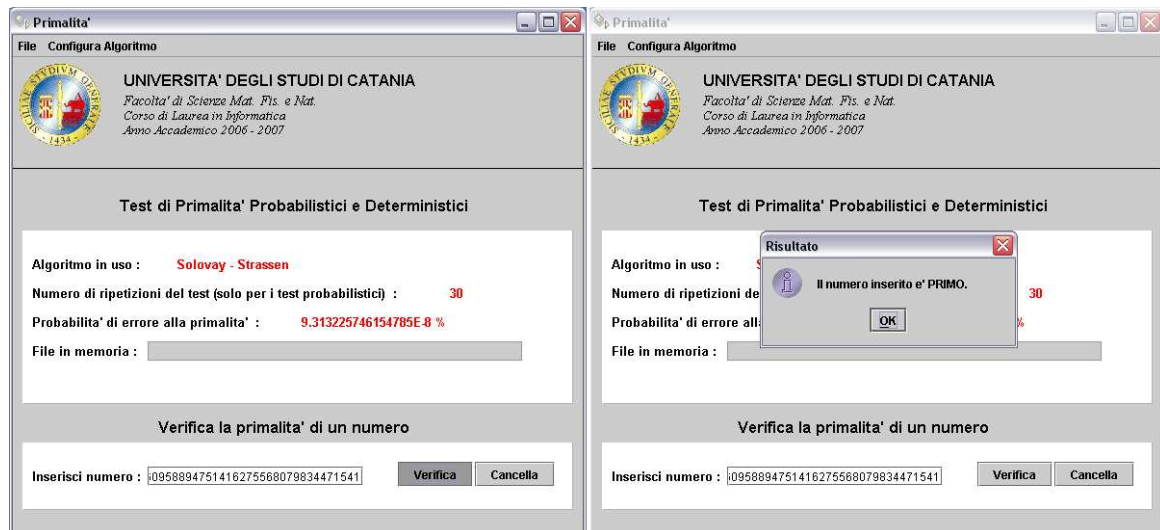 Primalita'
File Configura Algoritmo
UNIVERSITA' DEGLI STUDI DI CATANIA
Facolta' di Scienze Mat. Fis. e Nat.
Corso di Laurea in Informatica
Anno Accademico 2006 - 2007
Test di Primalita' Probabilistici e Deterministici
Algoritmo in uso : Solovay - Strassen
Numero di ripetizioni del test (solo per i test probabilistici) : 30
Probabilita' di errore alla primalita' : 9.313225746154785E-8 %
File in memoria :
Verifica la primalita' di un numero
Inserisci numero : 095889475141627556807983447 1541
Verifica Cancella
Primalita'
File Configura Algoritmo
UNIVERSITA' DEGLI STUDI DI CATANIA
Facolta' di Scienze Mat. Fis. e Nat.
Corso di Laurea in Informatica
Anno Accademico 2006 - 2007
Test di Primalita' Probabilistici e Deterministici
Risultato
Il numero inserito e' PRIMO.
OK
Algoritmo in uso :
Numero di ripetizioni 30
Probabilita' di errore %
File in memoria :
Verifica la primalita' di un numero
Inserisci numero : 0958894751416275568079834471541
Verifica Cancella